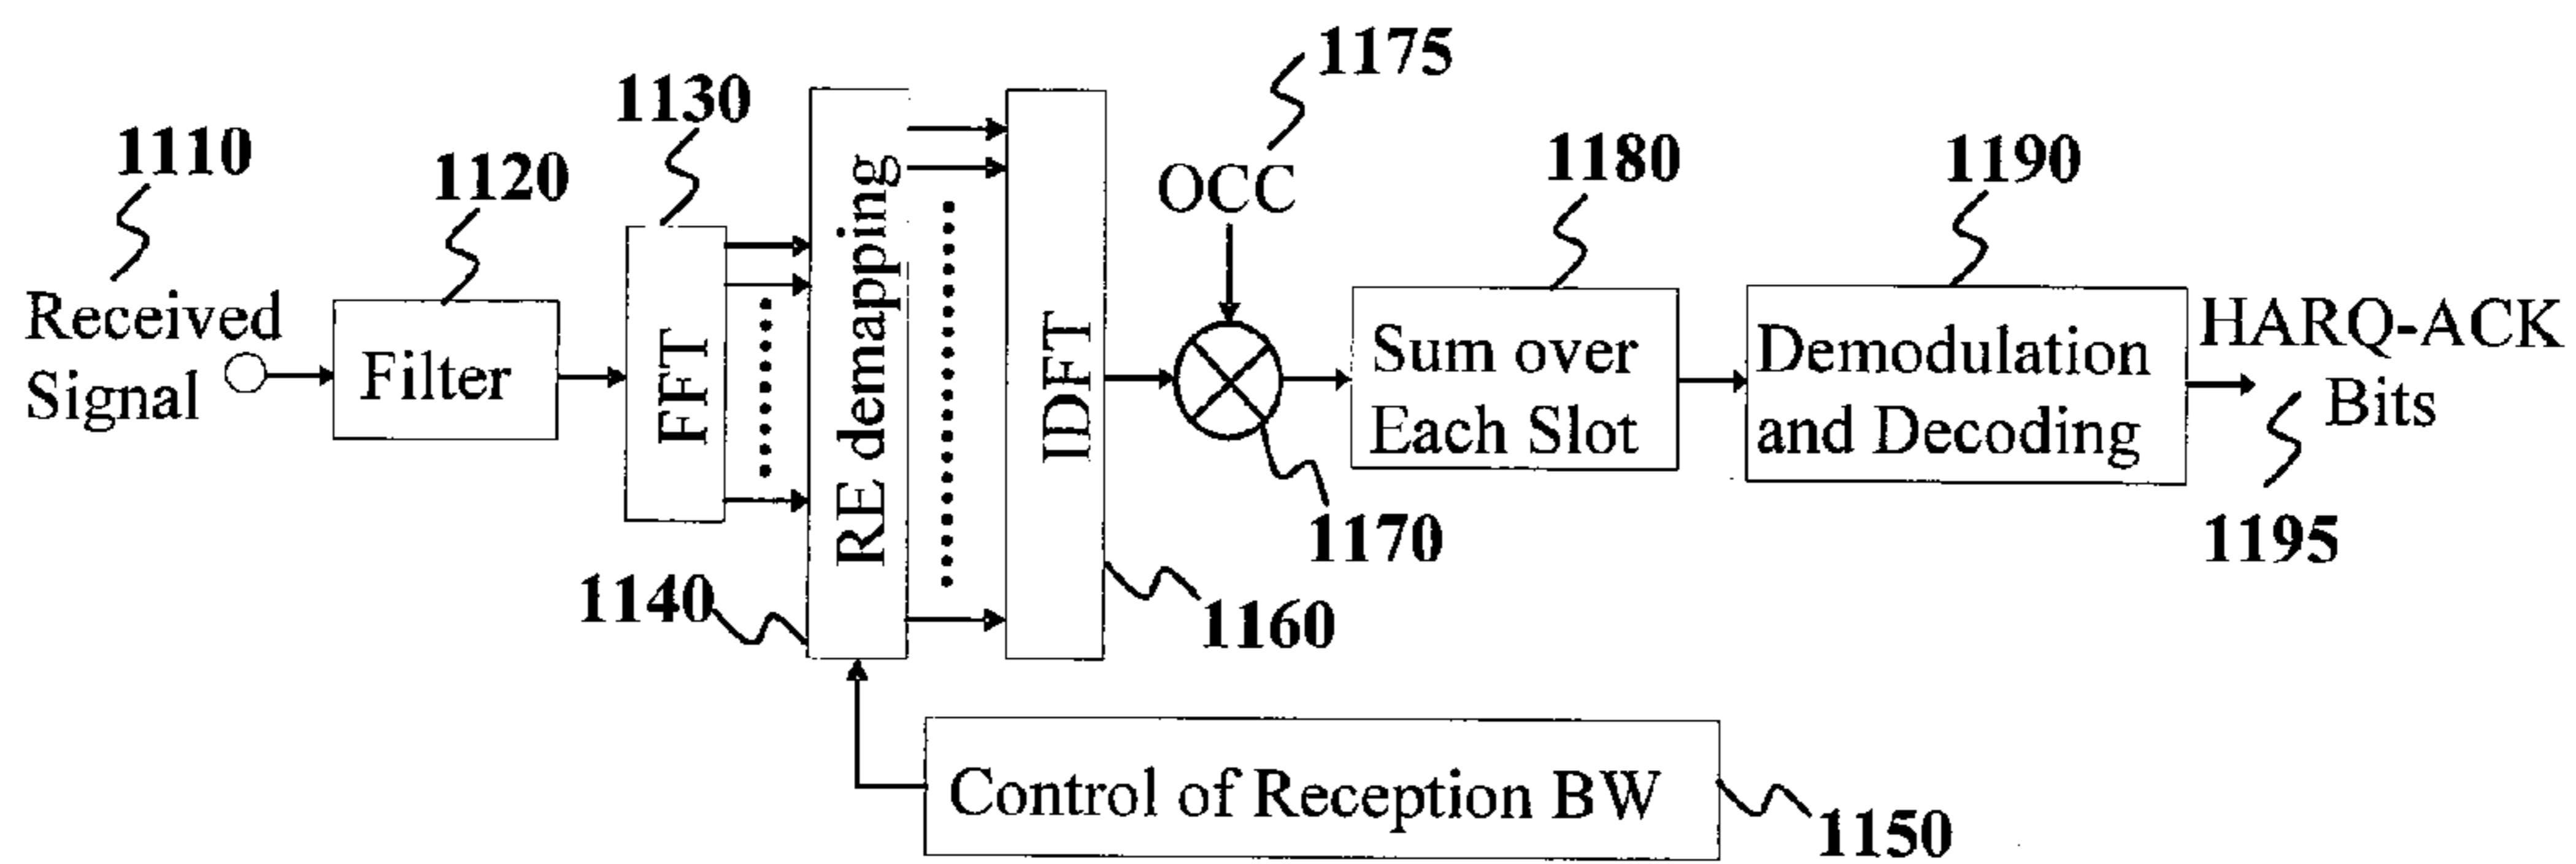 1110
Received
Signal
1120
Filter
1130
FFT
1140
RE demapping
IDFT
1160
1175
OCC
1170
1180
Sum over
Each Slot
1190
Demodulation
and Decoding
HARQ-ACK
Bits
1195
Control of Reception BW
1150